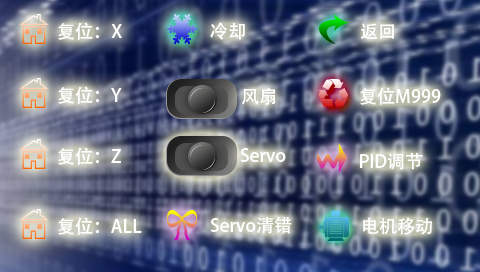 复位：X
冷却
返回
复位：Y
风扇
复位M999
复位：Z
Servo
PID调节
复位：ALL
Servo清错
电机移动